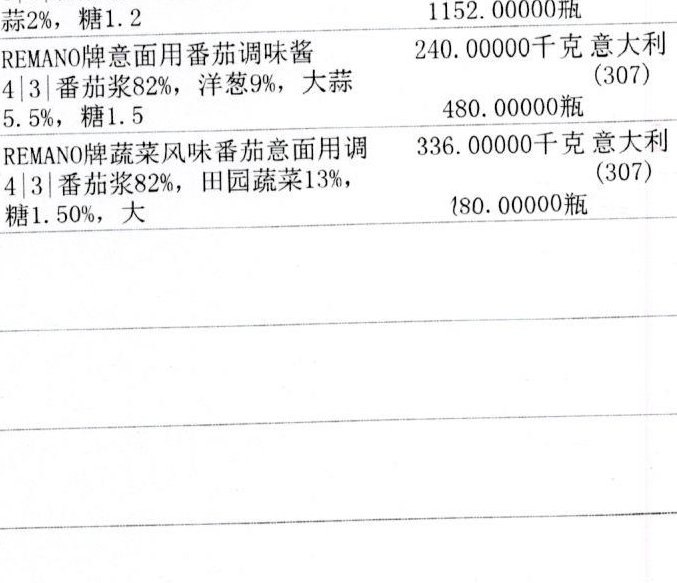 蒜2%，糖1.2 1152.00000瓶
REMANO牌意面用番茄调味酱 240.00000千克 意大利
4|3|番茄浆82%，洋葱9%，大蒜 (307)
5.5%，糖1.5 480.00000瓶
REMANO牌蔬菜风味番茄意面用调 336.00000千克 意大利
4|3|番茄浆82%，田园蔬菜13%， (307)
糖1.50%，大 180.00000瓶